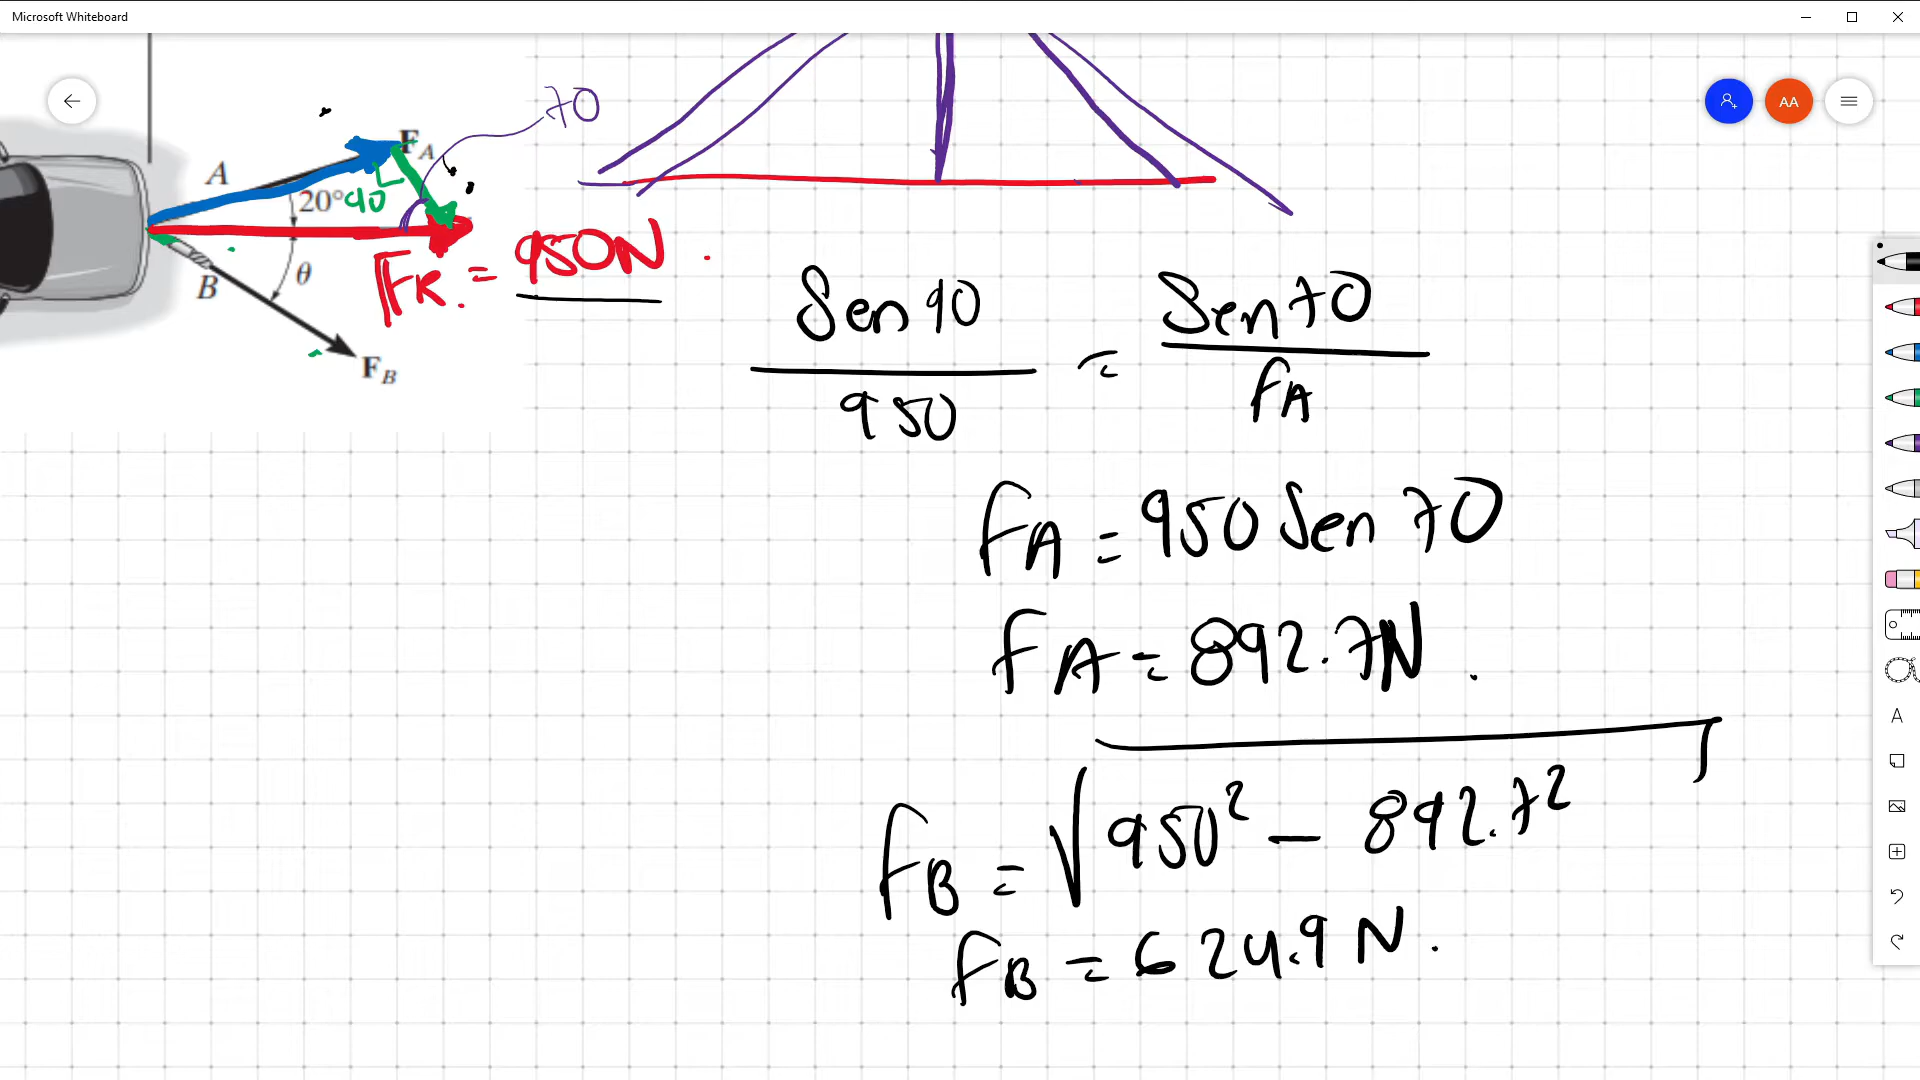 Microsoft Whiteboard
AA
70
F_A
A
20°
90
θ
B
F_B
FR. = 950N.
Sen 90 / 950 = Sen 70 / FA
FA = 950 Sen 70
FA = 892.7N.
FB = √950² - 892.7²
FB = 624.9 N.
A